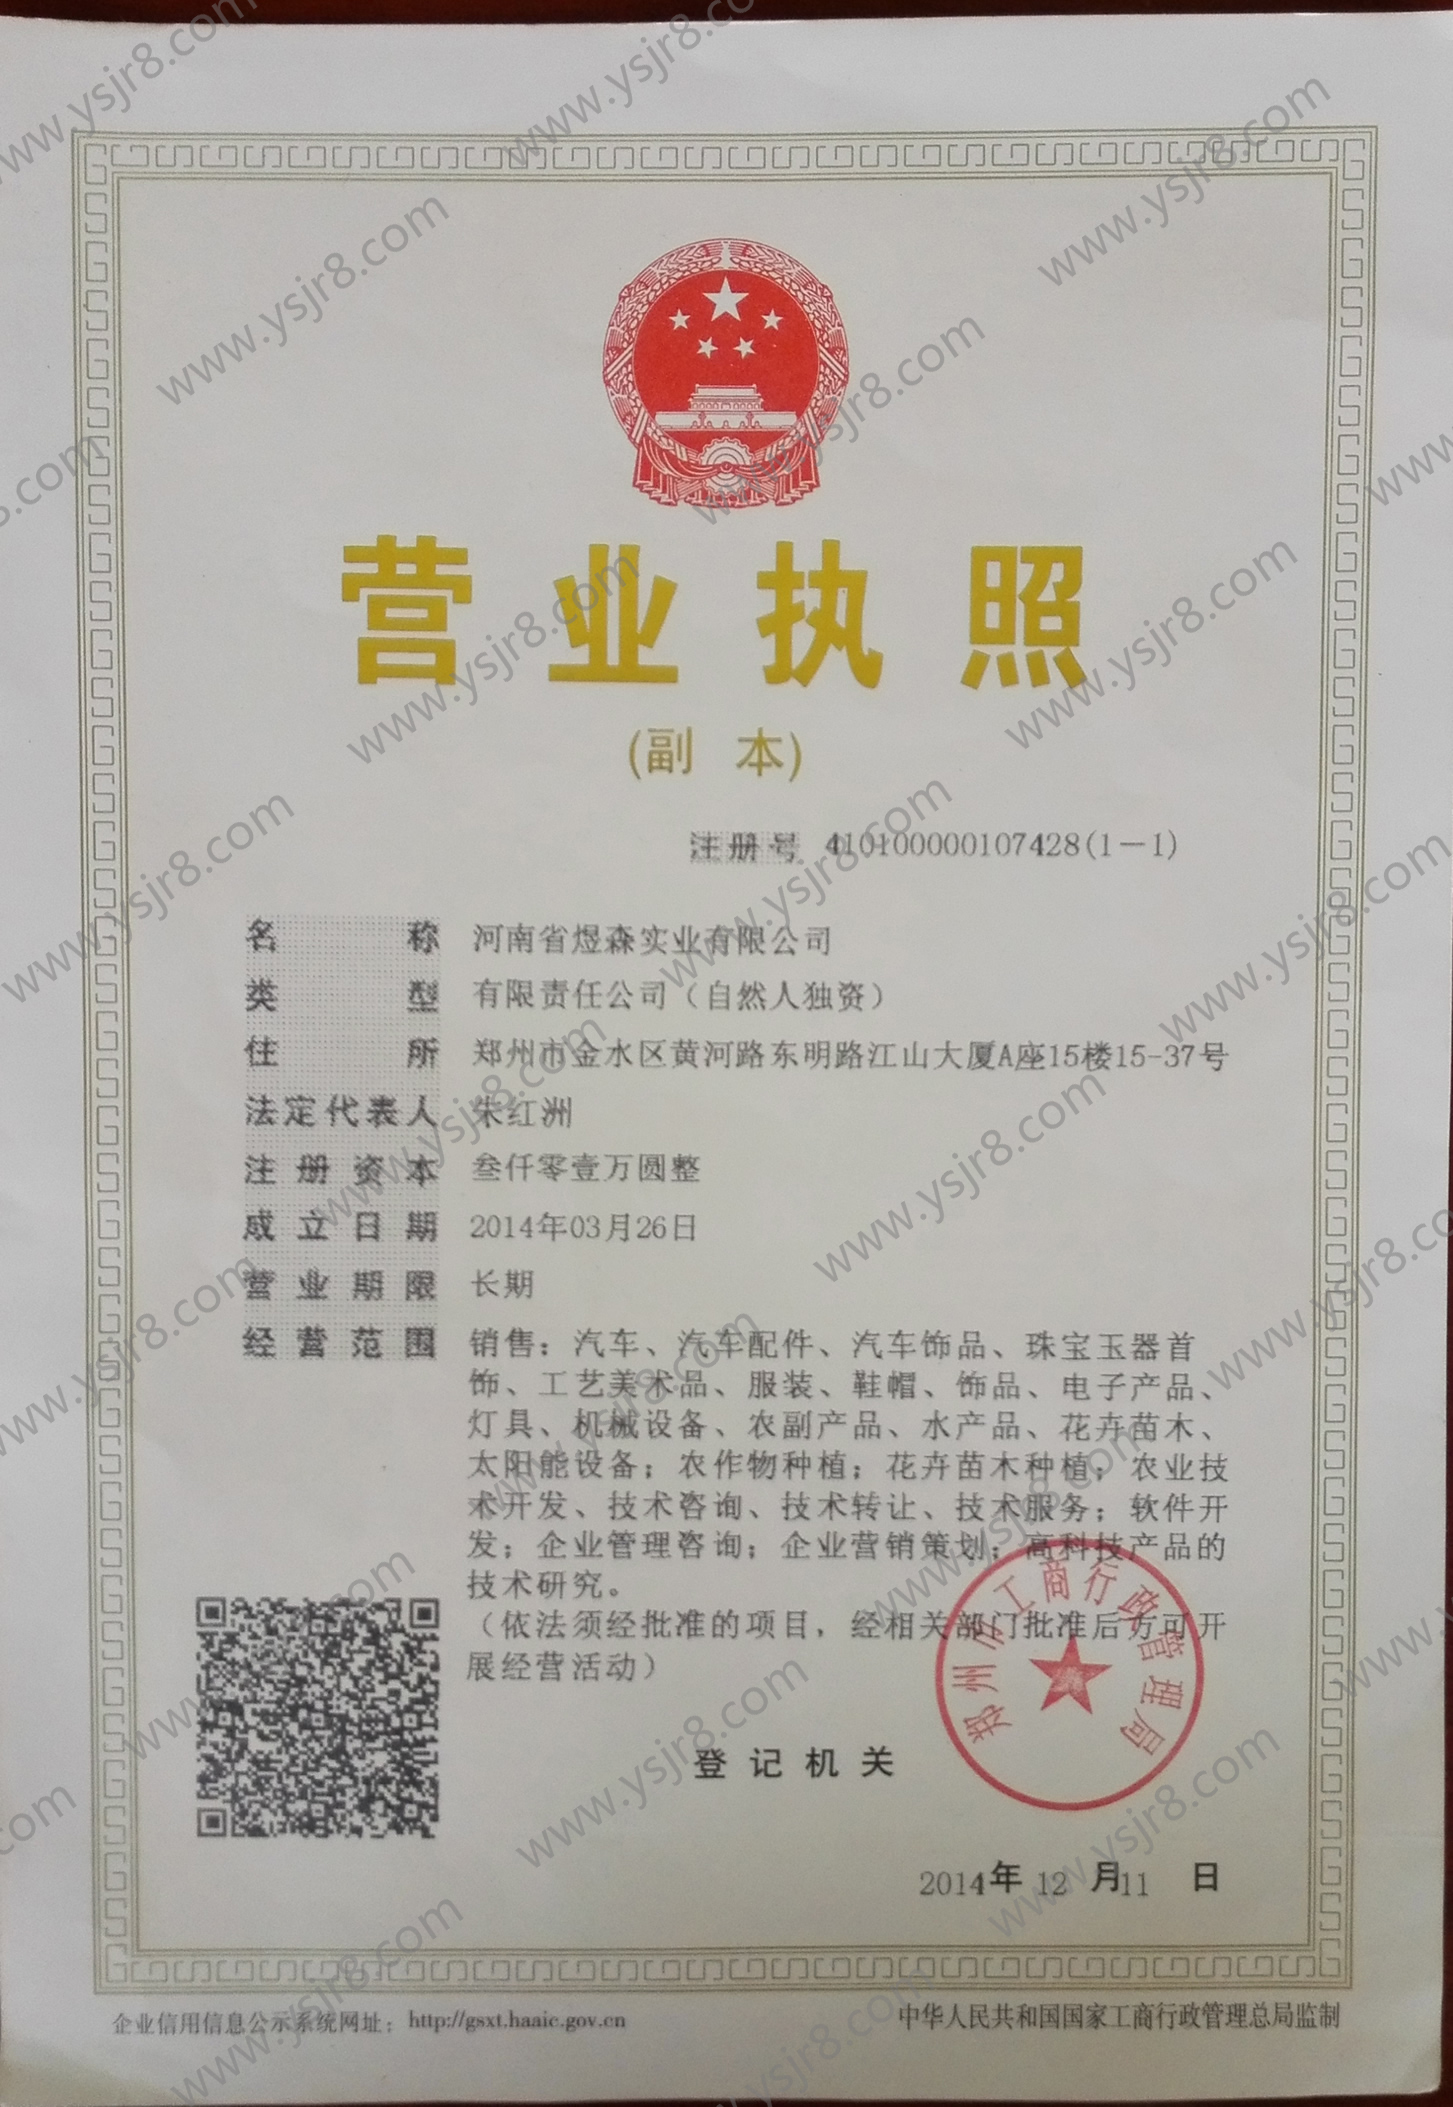 营业执照
(副 本)
注册号 410100000107428(1-1)
名称 河南省煜森实业有限公司
类型 有限责任公司（自然人独资）
住所 郑州市金水区黄河路东明路江山大厦A座15楼15-37号
法定代表人 朱红洲
注册资本 叁仟零壹万圆整
成立日期 2014年03月26日
营业期限 长期
经营范围 销售：汽车、汽车配件、汽车饰品、珠宝玉器首
饰、工艺美术品、服装、鞋帽、饰品、电子产品、
灯具、机械设备、农副产品、水产品、花卉苗木、
太阳能设备；农作物种植；花卉苗木种植；农业技
术开发、技术咨询、技术转让、技术服务；软件开
发；企业管理咨询；企业营销策划；高科技产品的
技术研究。
（依法须经批准的项目，经相关部门批准后方可开
展经营活动）
郑州市工商行政管理局
登记机关
2014年12月11日
企业信用信息公示系统网址：http://gsxt.haaic.gov.cn
中华人民共和国国家工商行政管理总局监制
www.ysjr8.com